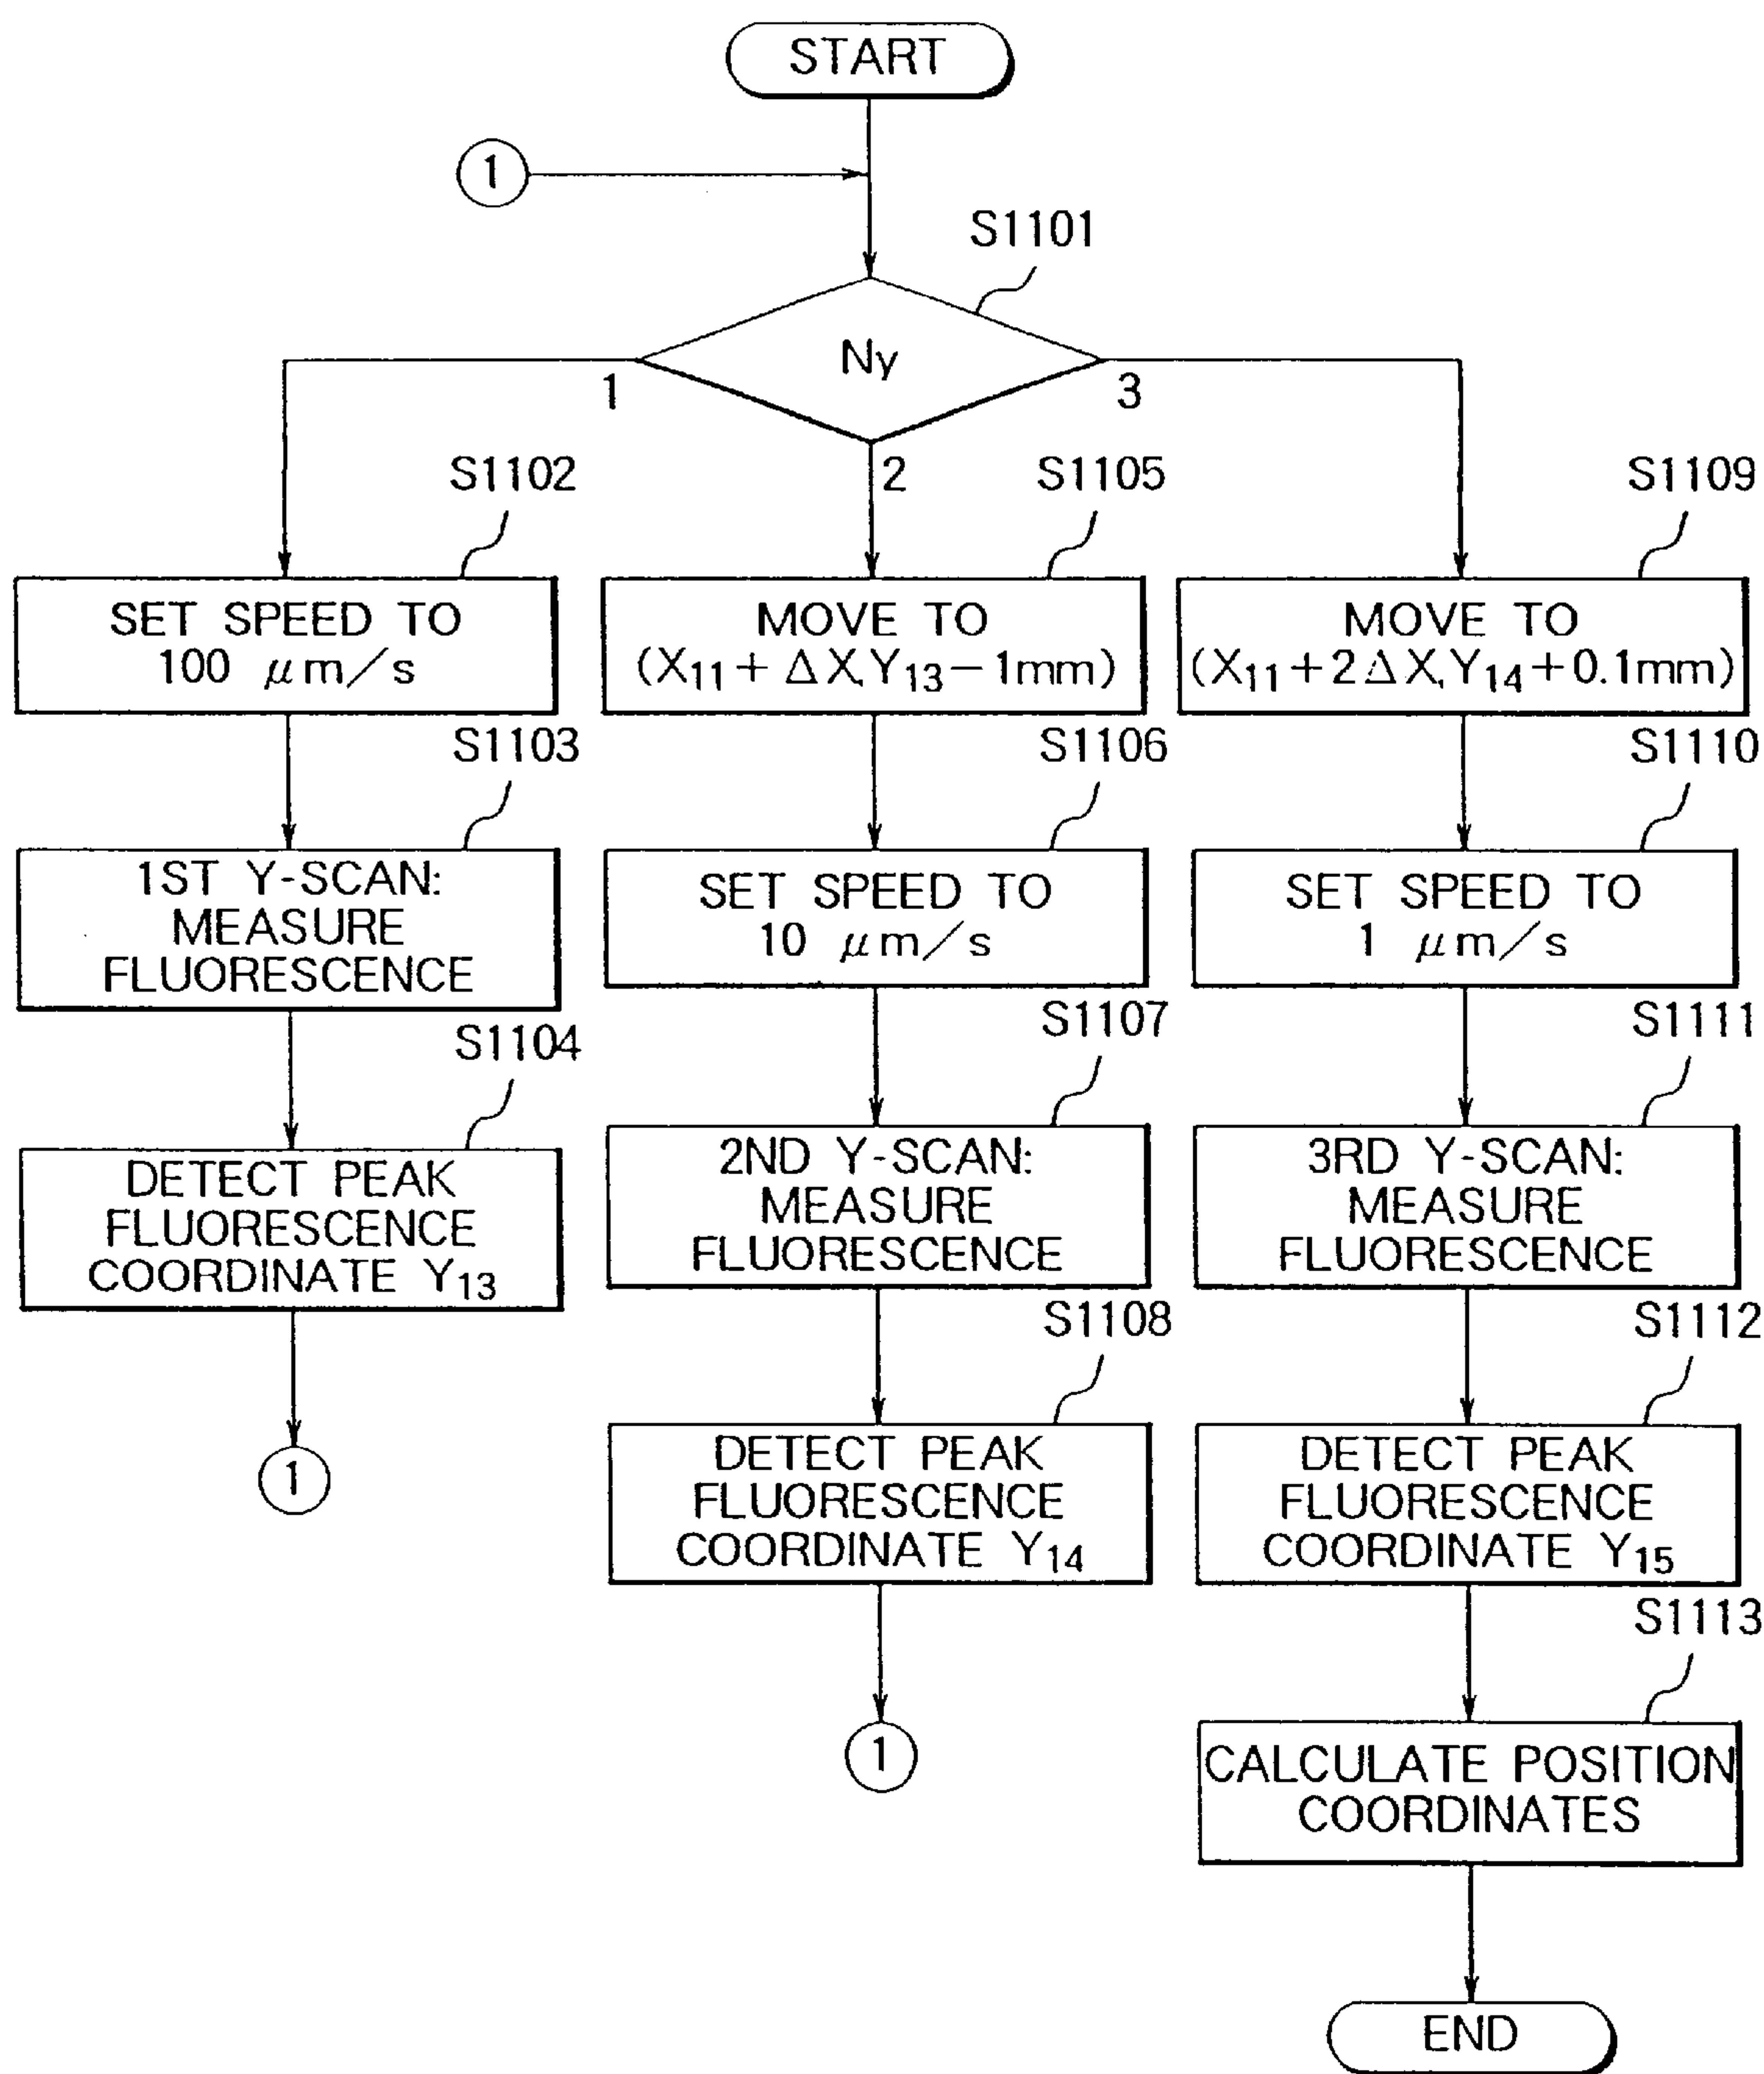 START
1
S1101
Ny
1
2
3
S1102
SET SPEED TO
100 μm/s
S1103
1ST Y-SCAN:
MEASURE
FLUORESCENCE
S1104
DETECT PEAK
FLUORESCENCE
COORDINATE Y13
1
S1105
MOVE TO
(X11+ΔX,Y13−1mm)
S1106
SET SPEED TO
10 μm/s
S1107
2ND Y-SCAN:
MEASURE
FLUORESCENCE
S1108
DETECT PEAK
FLUORESCENCE
COORDINATE Y14
1
S1109
MOVE TO
(X11+2ΔX,Y14+0.1mm)
S1110
SET SPEED TO
1 μm/s
S1111
3RD Y-SCAN:
MEASURE
FLUORESCENCE
S1112
DETECT PEAK
FLUORESCENCE
COORDINATE Y15
S1113
CALCULATE POSITION
COORDINATES
END